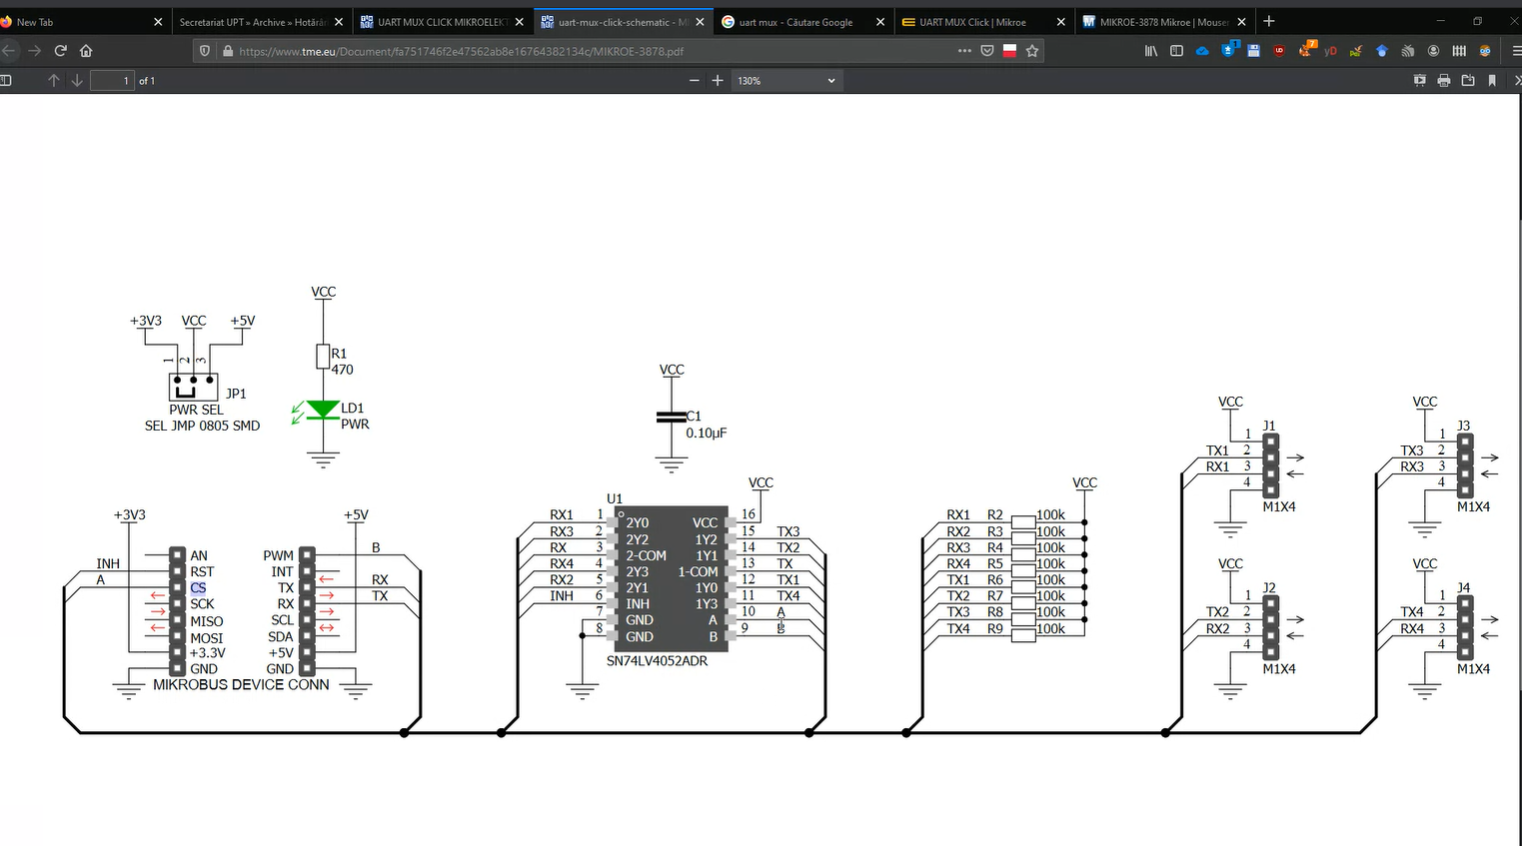 New Tab
Secretariat UPT » Archive » Hotărân
UART MUX CLICK MIKROELEKT
uart-mux-click-schematic - MI
uart mux - Căutare Google
UART MUX Click | Mikroe
MIKROE-3878 Mikroe | Mouser
https://www.tme.eu/Document/fa751746f2e47562ab8e16764382134c/MIKROE-3878.pdf
1 of 1
130%
VCC
+3V3 VCC +5V
1 2 3
JP1
PWR SEL
SEL JMP 0805 SMD
R1
470
LD1
PWR
VCC
C1
0.10µF
+3V3 +5V
INH
A
AN
RST
CS
SCK
MISO
MOSI
+3.3V
GND
PWM
INT
TX
RX
SCL
SDA
+5V
GND
B
RX
TX
MIKROBUS DEVICE CONN
U1
VCC
RX1 1 2Y0 VCC 16
RX3 2 2Y2 1Y2 15 TX3
RX 3 2-COM 1Y1 14 TX2
RX4 4 2Y3 1-COM 13 TX
RX2 5 2Y1 1Y0 12 TX1
INH 6 INH 1Y3 11 TX4
7 GND A 10 A
8 GND B 9 B
SN74LV4052ADR
VCC
RX1 R2 100k
RX2 R3 100k
RX3 R4 100k
RX4 R5 100k
TX1 R6 100k
TX2 R7 100k
TX3 R8 100k
TX4 R9 100k
VCC
J1
1
TX1 2
RX1 3
4
M1X4
VCC
J3
1
TX3 2
RX3 3
4
M1X4
VCC
J2
1
TX2 2
RX2 3
4
M1X4
VCC
J4
1
TX4 2
RX4 3
4
M1X4